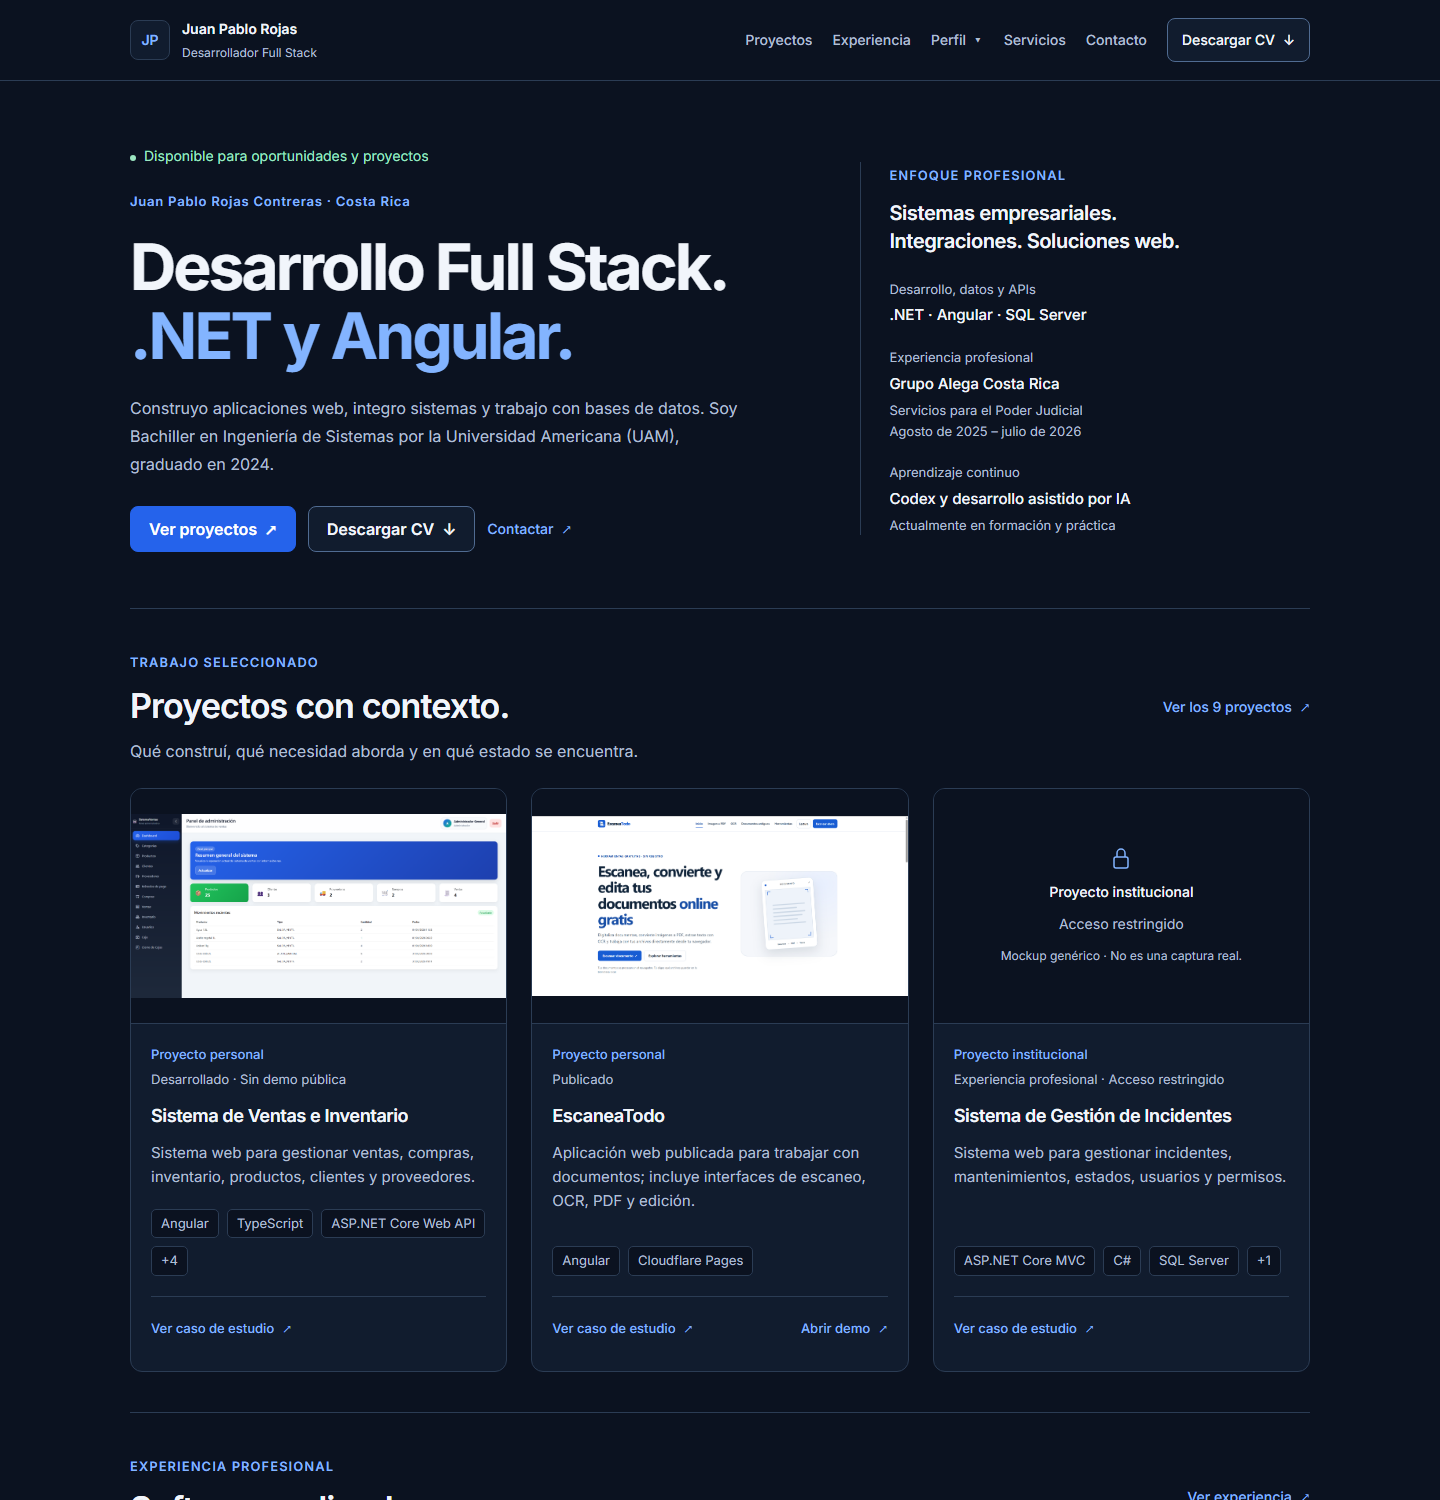 JP
Juan Pablo Rojas
Desarrollador Full Stack
Proyectos
Experiencia
Perfil ▾
Servicios
Contacto
Descargar CV ↓
Disponible para oportunidades y proyectos
Juan Pablo Rojas Contreras · Costa Rica
Desarrollo Full Stack.
.NET y Angular.
Construyo aplicaciones web, integro sistemas y trabajo con bases de datos. Soy
Bachiller en Ingeniería de Sistemas por la Universidad Americana (UAM),
graduado en 2024.
Ver proyectos ↗
Descargar CV ↓
Contactar ↗
ENFOQUE PROFESIONAL
Sistemas empresariales.
Integraciones. Soluciones web.
Desarrollo, datos y APIs
.NET · Angular · SQL Server
Experiencia profesional
Grupo Alega Costa Rica
Servicios para el Poder Judicial
Agosto de 2025 – julio de 2026
Aprendizaje continuo
Codex y desarrollo asistido por IA
Actualmente en formación y práctica
TRABAJO SELECCIONADO
Proyectos con contexto.
Ver los 9 proyectos ↗
Qué construí, qué necesidad aborda y en qué estado se encuentra.
Panel de administración
Resumen general del sistema
EscaneaTodo
Escanea, convierte y
edita tus
documentos online
gratis
Proyecto institucional
Acceso restringido
Mockup genérico · No es una captura real.
Proyecto personal
Desarrollado · Sin demo pública
Sistema de Ventas e Inventario
Sistema web para gestionar ventas, compras,
inventario, productos, clientes y proveedores.
Angular
TypeScript
ASP.NET Core Web API
+4
Ver caso de estudio ↗
Proyecto personal
Publicado
EscaneaTodo
Aplicación web publicada para trabajar con
documentos; incluye interfaces de escaneo,
OCR, PDF y edición.
Angular
Cloudflare Pages
Ver caso de estudio ↗
Abrir demo ↗
Proyecto institucional
Experiencia profesional · Acceso restringido
Sistema de Gestión de Incidentes
Sistema web para gestionar incidentes,
mantenimientos, estados, usuarios y permisos.
ASP.NET Core MVC
C#
SQL Server
+1
Ver caso de estudio ↗
EXPERIENCIA PROFESIONAL
Ver experiencia ↗